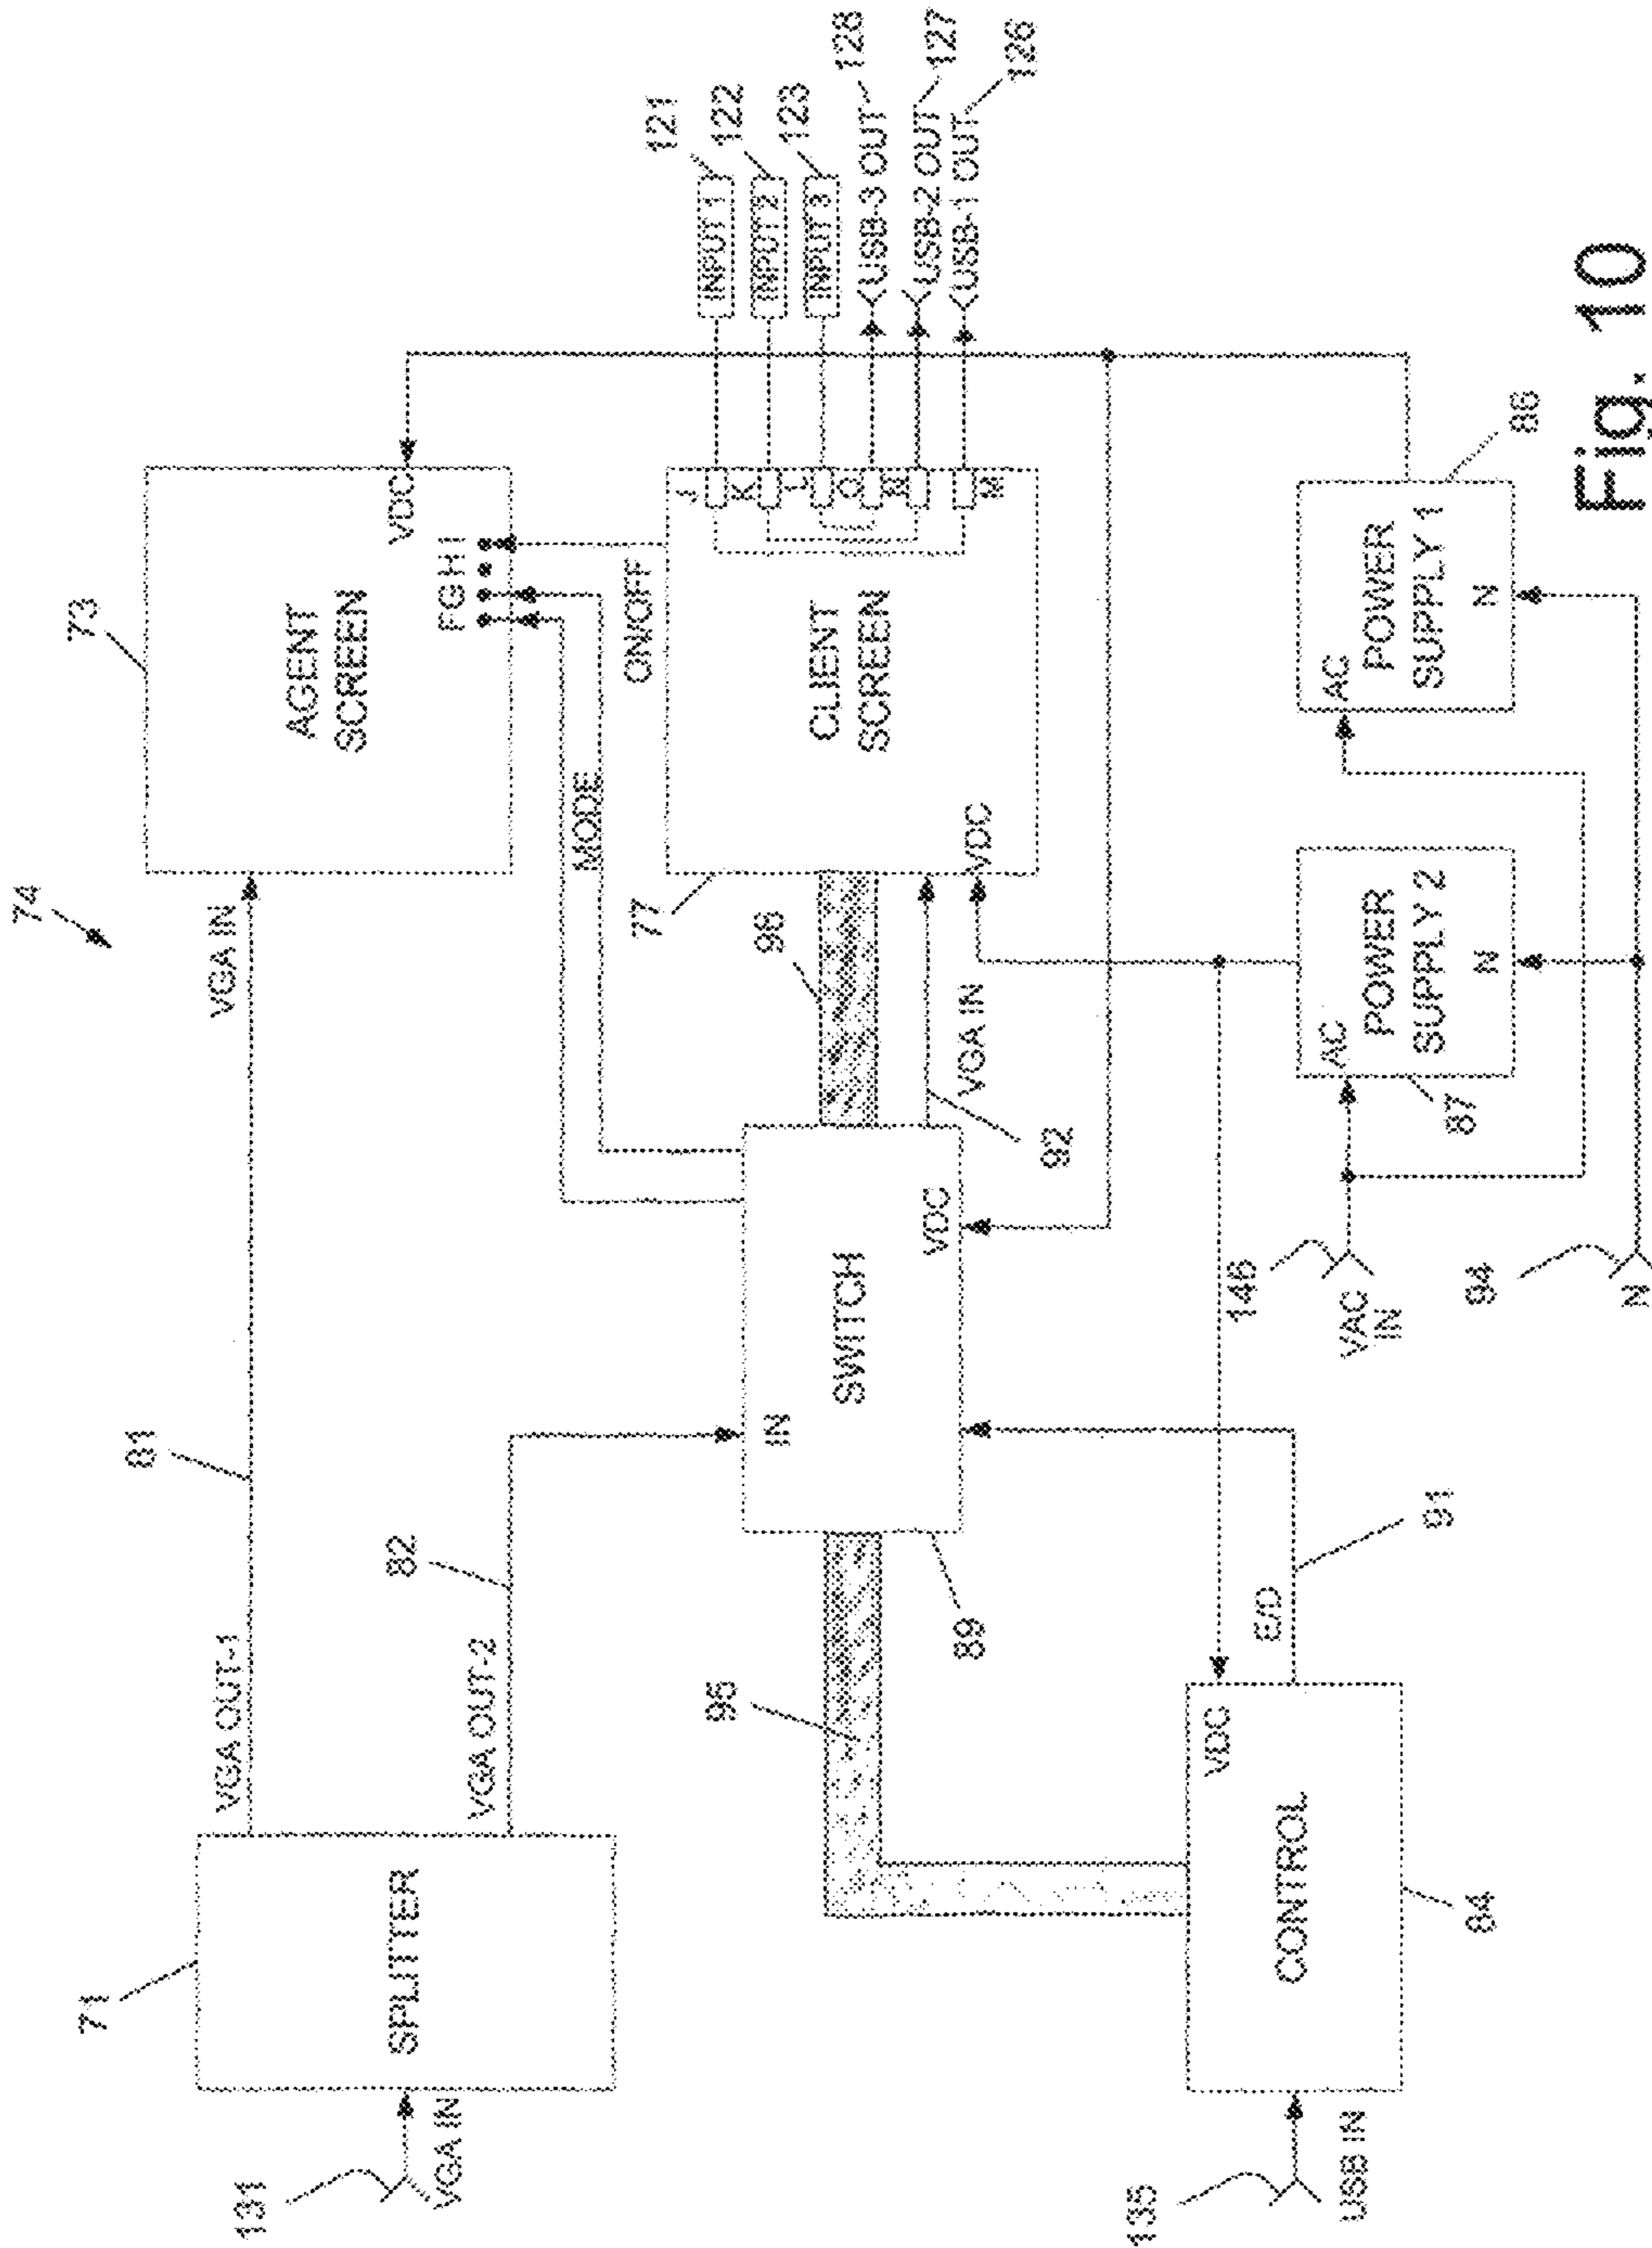 74
131
VGA IN
71
SPLITTER
VGA OUT-1
81
VGA IN
73
AGENT
SCREEN
VDC
F G H I
VGA OUT-2
82
MODE
ON/OFF
IN
SWITCH
VDC
89
95
96
77
CLIENT
SCREEN
VDC
J
K
L
O
N
M
INPUT 1
121
INPUT 2
122
INPUT 3
123
USB-3 OUT
128
USB-2 OUT
127
USB-1 OUT
126
VGA IN
92
135
USB IN
CONTROL
VDC
84
E/D
91
146
VAC
IN
94
N
AC
POWER
SUPPLY 2
N
87
AC
POWER
SUPPLY 1
N
86
Fig. 10